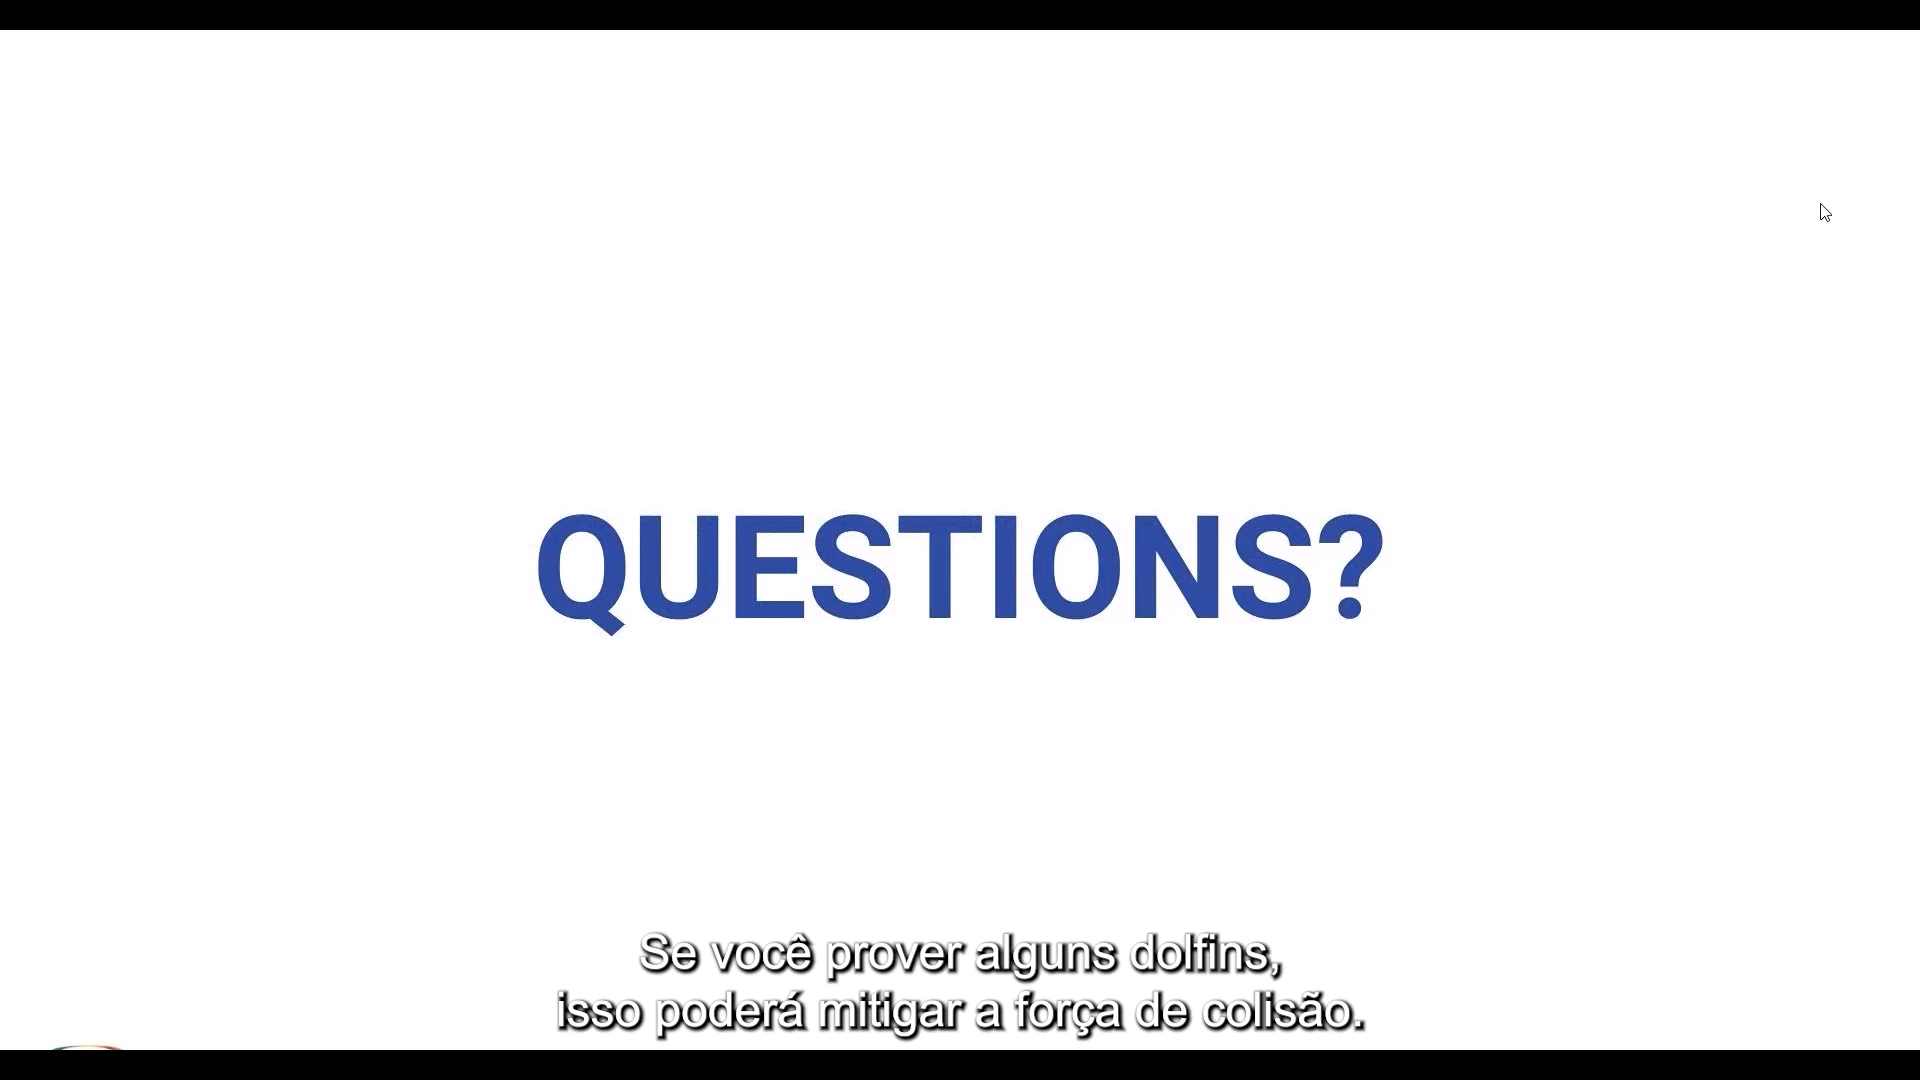 QUESTIONS?
Se você prover alguns dolfins,
isso poderá mitigar a força de colisão.